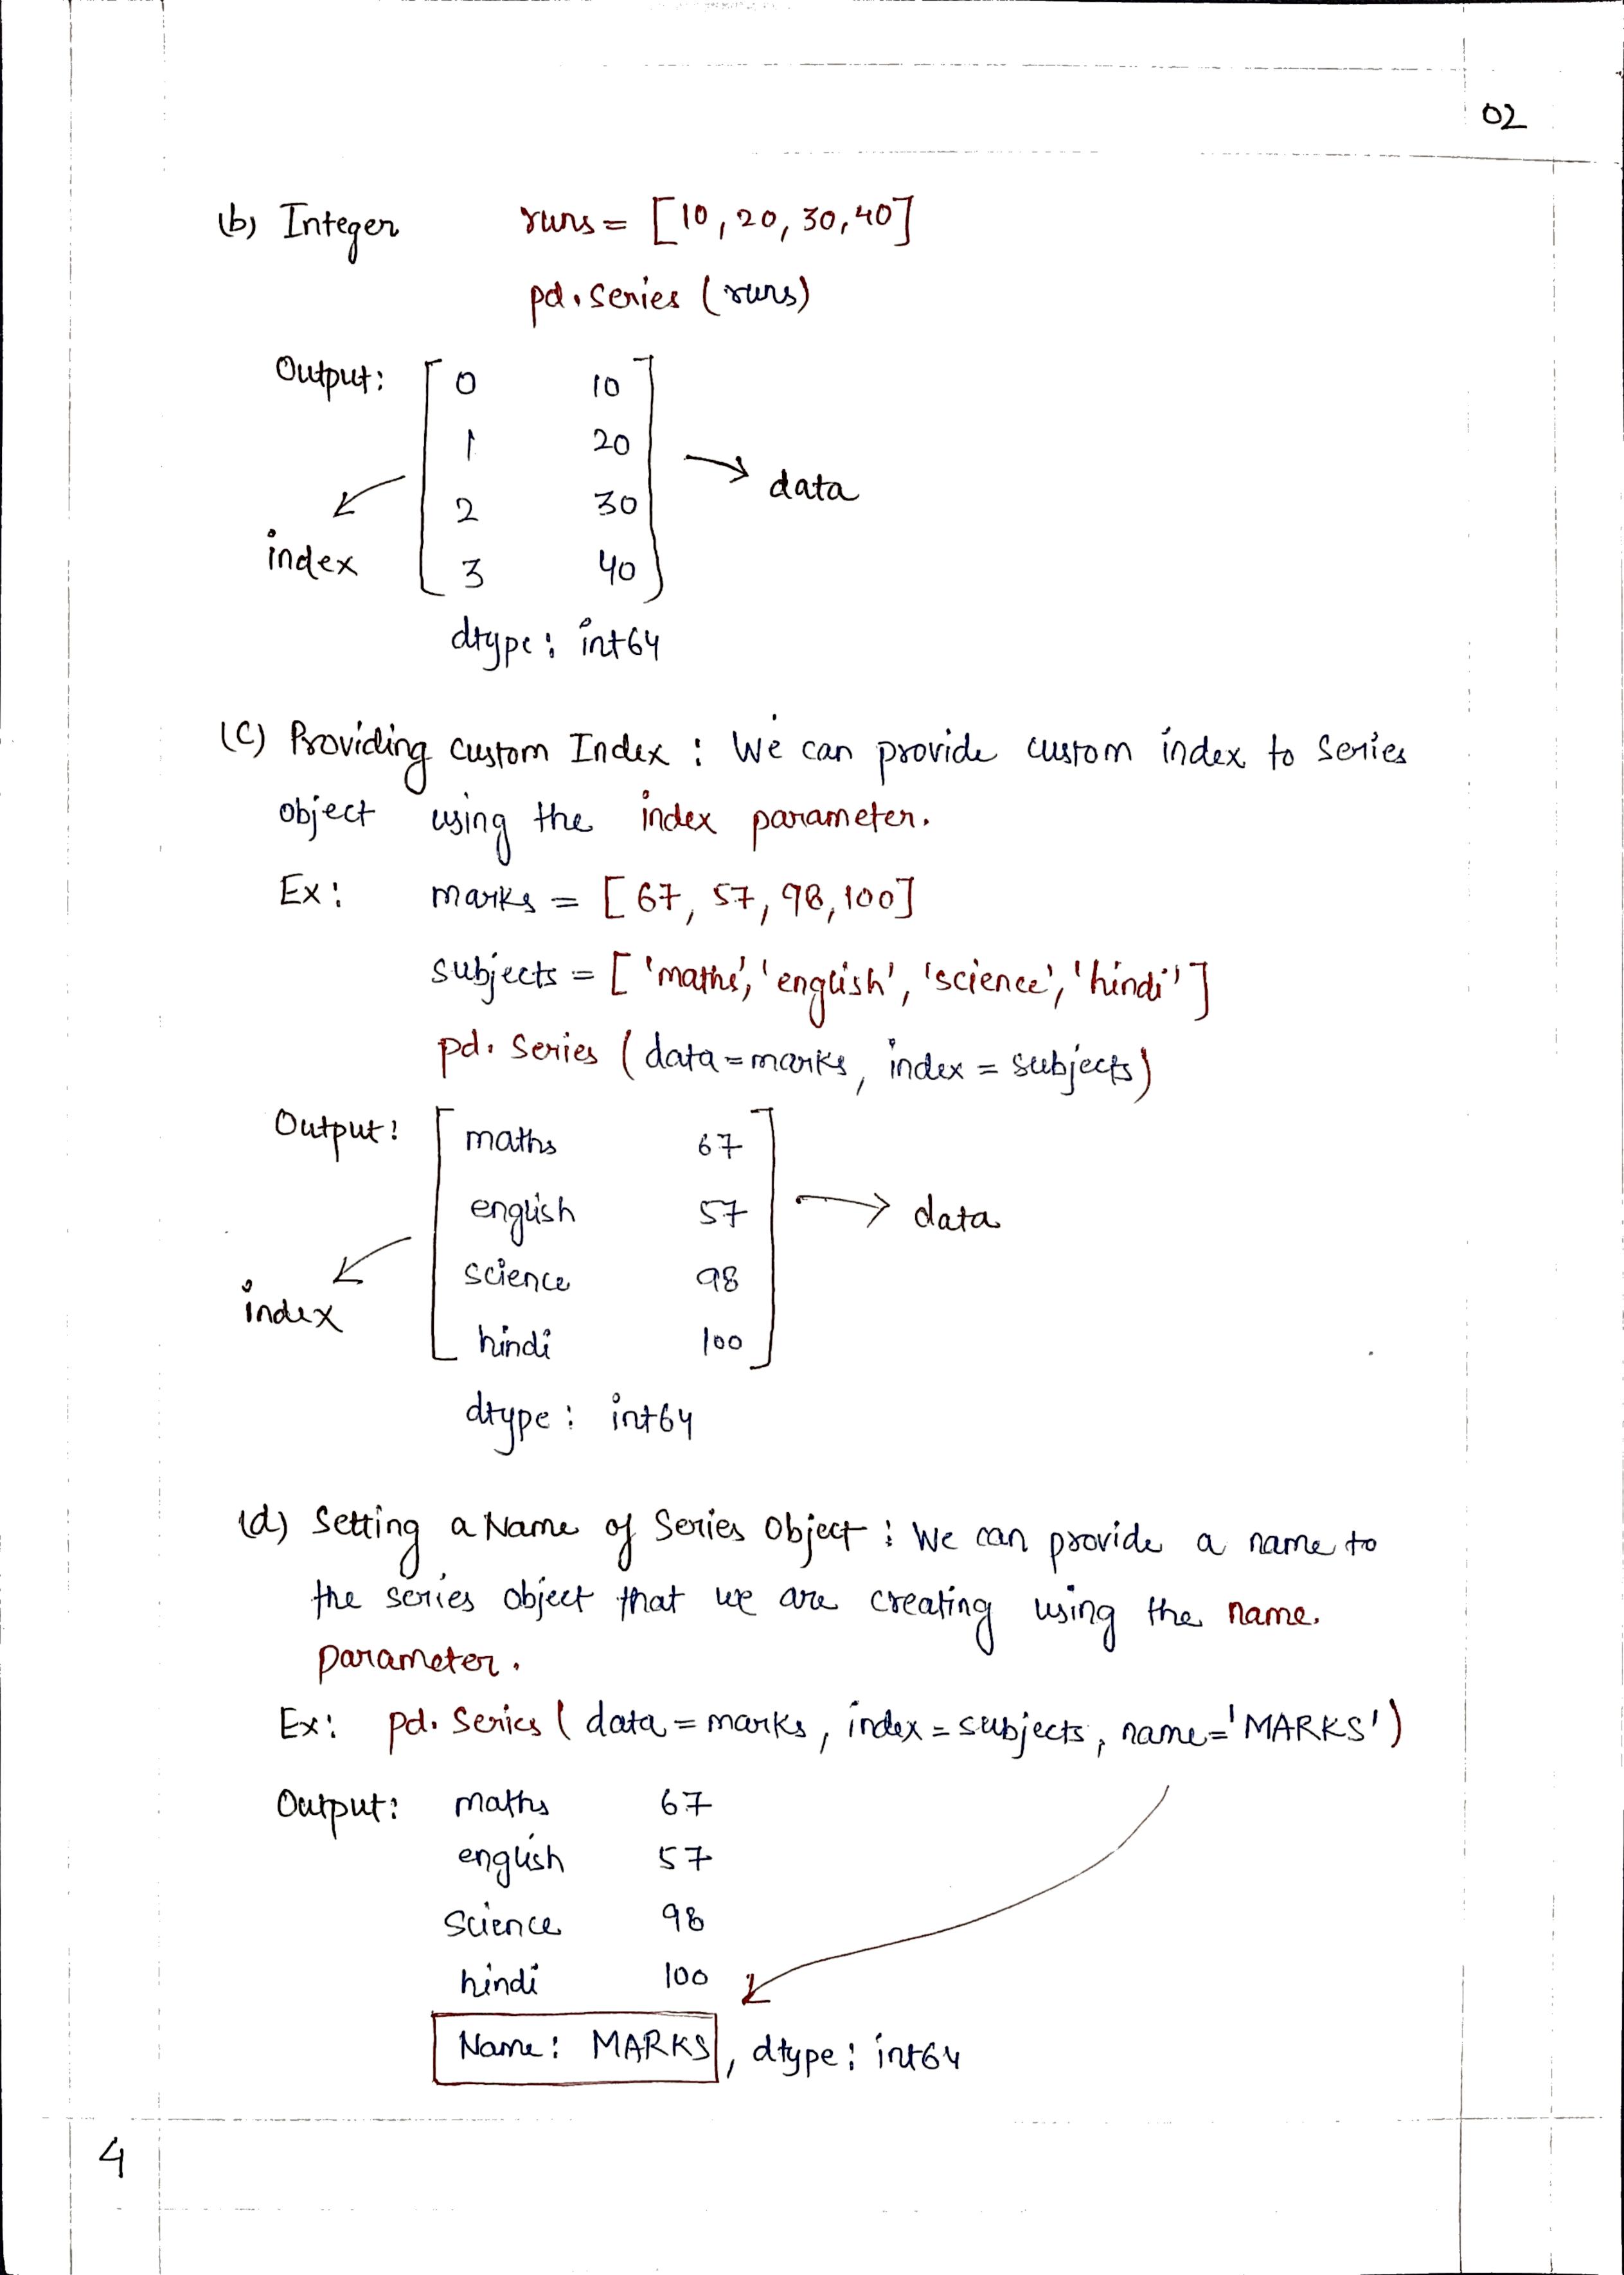 02
(b) Integer runs = [10, 20, 30, 40]
pd. series (runs)
Output: 0 10
1 20
data
2 30
index
3 40
dtype: int64
(C) Providing Custom Index : We can provide custom index to Series
object using the index parameter.
Ex: marks = [67, 57, 98, 100]
subjects = ['maths', 'english', 'science', 'hindi']
pd. Series (data=marks, index = subjects)
Output: maths 67
english 57
data
science 98
index
hindi 100
dtype: int64
(d) Setting a Name of Series Object : We can provide a name to
the series object that we are creating using the name.
parameter.
Ex: pd. Series (data = marks, index = subjects, name='MARKS')
Output: maths 67
english 57
Science 98
hindi 100
Name: MARKS, dtype: int64
4